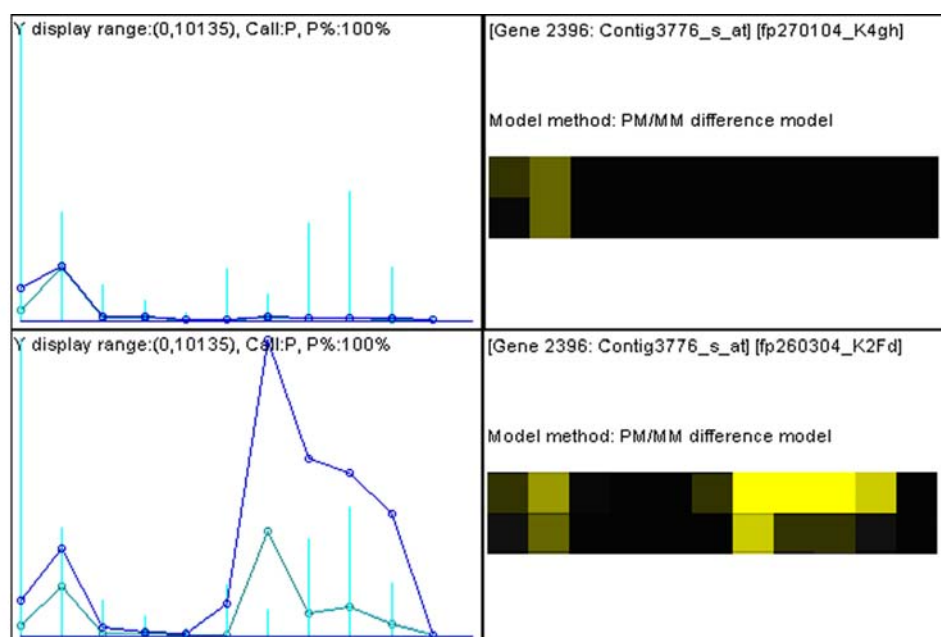 Y display range:(0,10135), Call:P, P%:100%
[Gene 2396: Contig3776_s_at] [fp270104_K4gh]
Model method: PM/MM difference model
Y display range:(0,10135), Call:P, P%:100%
[Gene 2396: Contig3776_s_at] [fp260304_K2Fd]
Model method: PM/MM difference model